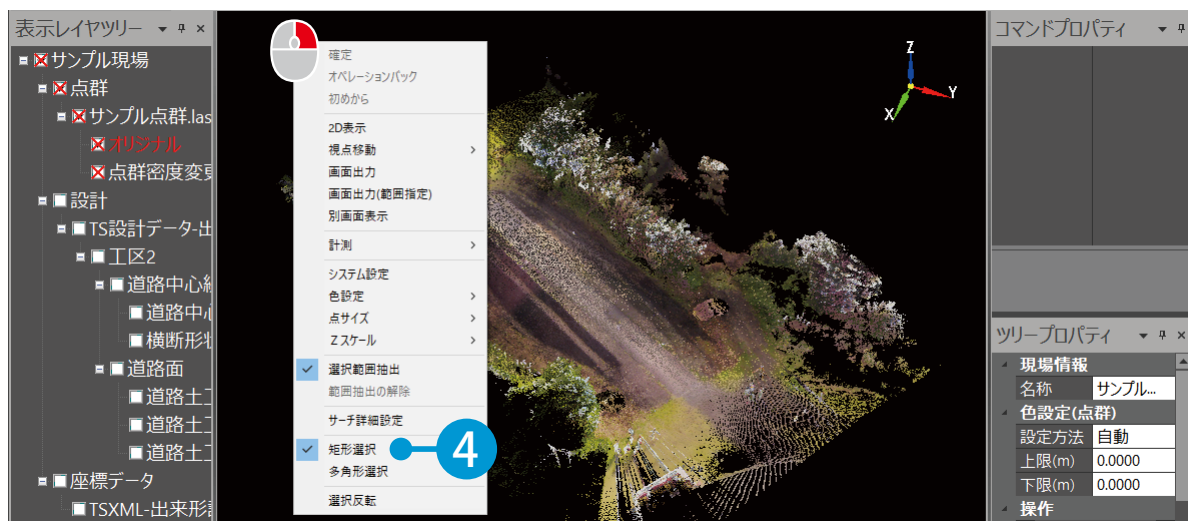 表示レイヤツリー
サンプル現場
点群
サンプル点群.las
オリジナル
点群密度変更
設計
TS設計データ-出
工区2
道路中心線
道路中心
横断形状
道路面
道路土工
道路土工
道路土工
座標データ
TSXML-出来形計
確定
オペレーションバック
初めから
2D表示
視点移動
画面出力
画面出力(範囲指定)
別画面表示
計測
システム設定
色設定
点サイズ
Zスケール
選択範囲抽出
範囲抽出の解除
サーチ詳細設定
矩形選択
4
多角形選択
選択反転
Z
Y
X
コマンドプロパティ
ツリープロパティ
現場情報
名称 サンプル...
色設定(点群)
設定方法 自動
上限(m) 0.0000
下限(m) 0.0000
操作